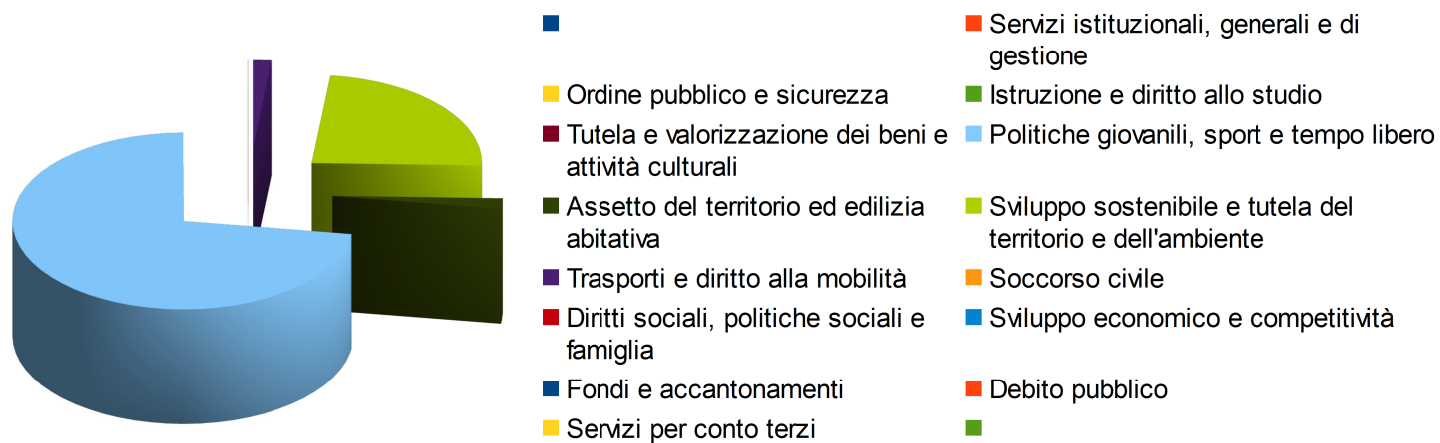 Servizi istituzionali, generali e di
gestione
Ordine pubblico e sicurezza
Istruzione e diritto allo studio
Tutela e valorizzazione dei beni e
attività culturali
Politiche giovanili, sport e tempo libero
Assetto del territorio ed edilizia
abitativa
Sviluppo sostenibile e tutela del
territorio e dell'ambiente
Trasporti e diritto alla mobilità
Soccorso civile
Diritti sociali, politiche sociali e
famiglia
Sviluppo economico e competitività
Fondi e accantonamenti
Debito pubblico
Servizi per conto terzi